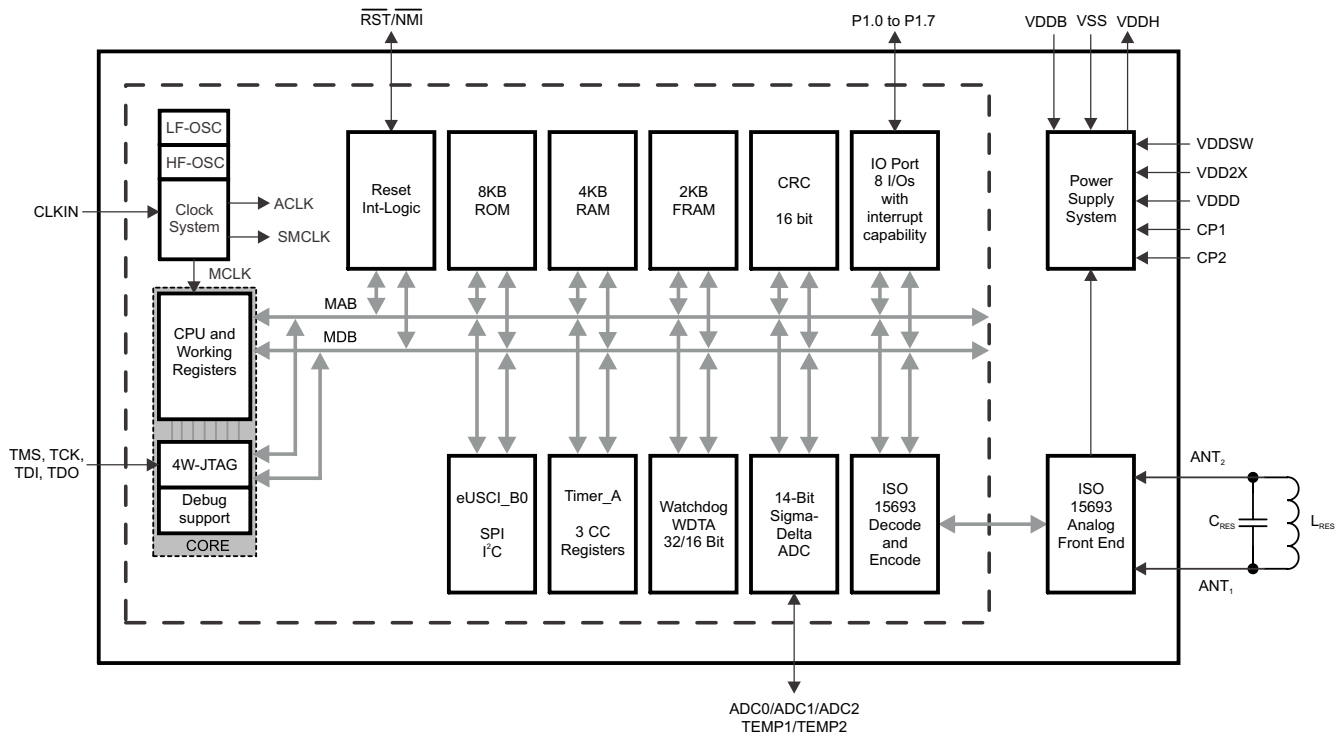 RST/NMI
P1.0 to P1.7
VDDB
VSS
VDDH
LF-OSC
HF-OSC
Clock
System
CLKIN
ACLK
SMCLK
MCLK
Reset
Int-Logic
8KB
ROM
4KB
RAM
2KB
FRAM
CRC
16 bit
IO Port
8 I/Os
with
interrupt
capability
Power
Supply
System
VDDSW
VDD2X
VDDD
CP1
CP2
MAB
MDB
CPU and
Working
Registers
TMS, TCK,
TDI, TDO
4W-JTAG
Debug
support
CORE
eUSCI_B0
SPI
I²C
Timer_A
3 CC
Registers
Watchdog
WDTA
32/16 Bit
14-Bit
Sigma-
Delta
ADC
ISO
15693
Decode
and
Encode
ISO
15693
Analog
Front End
ANT₂
C_RES
L_RES
ANT₁
ADC0/ADC1/ADC2
TEMP1/TEMP2